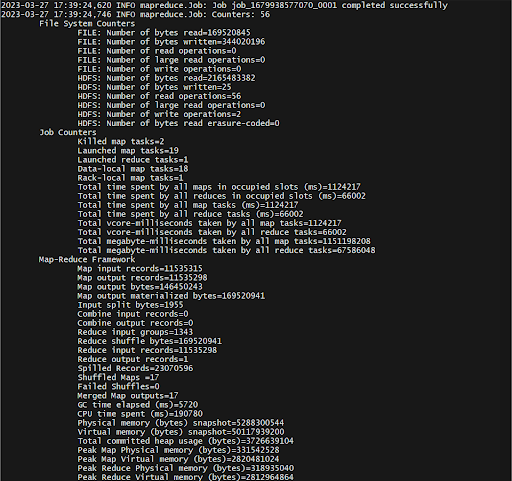 2023-03-27 17:39:24,620 INFO mapreduce.Job: Job job_1679938577070_0001 completed successfully
2023-03-27 17:39:24,746 INFO mapreduce.Job: Counters: 56
File System Counters
FILE: Number of bytes read=169520845
FILE: Number of bytes written=344020196
FILE: Number of read operations=0
FILE: Number of large read operations=0
FILE: Number of write operations=0
HDFS: Number of bytes read=2165483382
HDFS: Number of bytes written=25
HDFS: Number of read operations=56
HDFS: Number of large read operations=0
HDFS: Number of write operations=2
HDFS: Number of bytes read erasure-coded=0
Job Counters
Killed map tasks=2
Launched map tasks=19
Launched reduce tasks=1
Data-local map tasks=18
Rack-local map tasks=1
Total time spent by all maps in occupied slots (ms)=1124217
Total time spent by all reduces in occupied slots (ms)=66002
Total time spent by all map tasks (ms)=1124217
Total time spent by all reduce tasks (ms)=66002
Total vcore-milliseconds taken by all map tasks=1124217
Total vcore-milliseconds taken by all reduce tasks=66002
Total megabyte-milliseconds taken by all map tasks=1151198208
Total megabyte-milliseconds taken by all reduce tasks=67586048
Map-Reduce Framework
Map input records=11535315
Map output records=11535298
Map output bytes=146450243
Map output materialized bytes=169520941
Input split bytes=1955
Combine input records=0
Combine output records=0
Reduce input groups=1343
Reduce shuffle bytes=169520941
Reduce input records=11535298
Reduce output records=1
Spilled Records=23070596
Shuffled Maps =17
Failed Shuffles=0
Merged Map outputs=17
GC time elapsed (ms)=5720
CPU time spent (ms)=190780
Physical memory (bytes) snapshot=5288300544
Virtual memory (bytes) snapshot=50117939200
Total committed heap usage (bytes)=3726639104
Peak Map Physical memory (bytes)=331542528
Peak Map Virtual memory (bytes)=2820481024
Peak Reduce Physical memory (bytes)=318935040
Peak Reduce Virtual memory (bytes)=2812964864